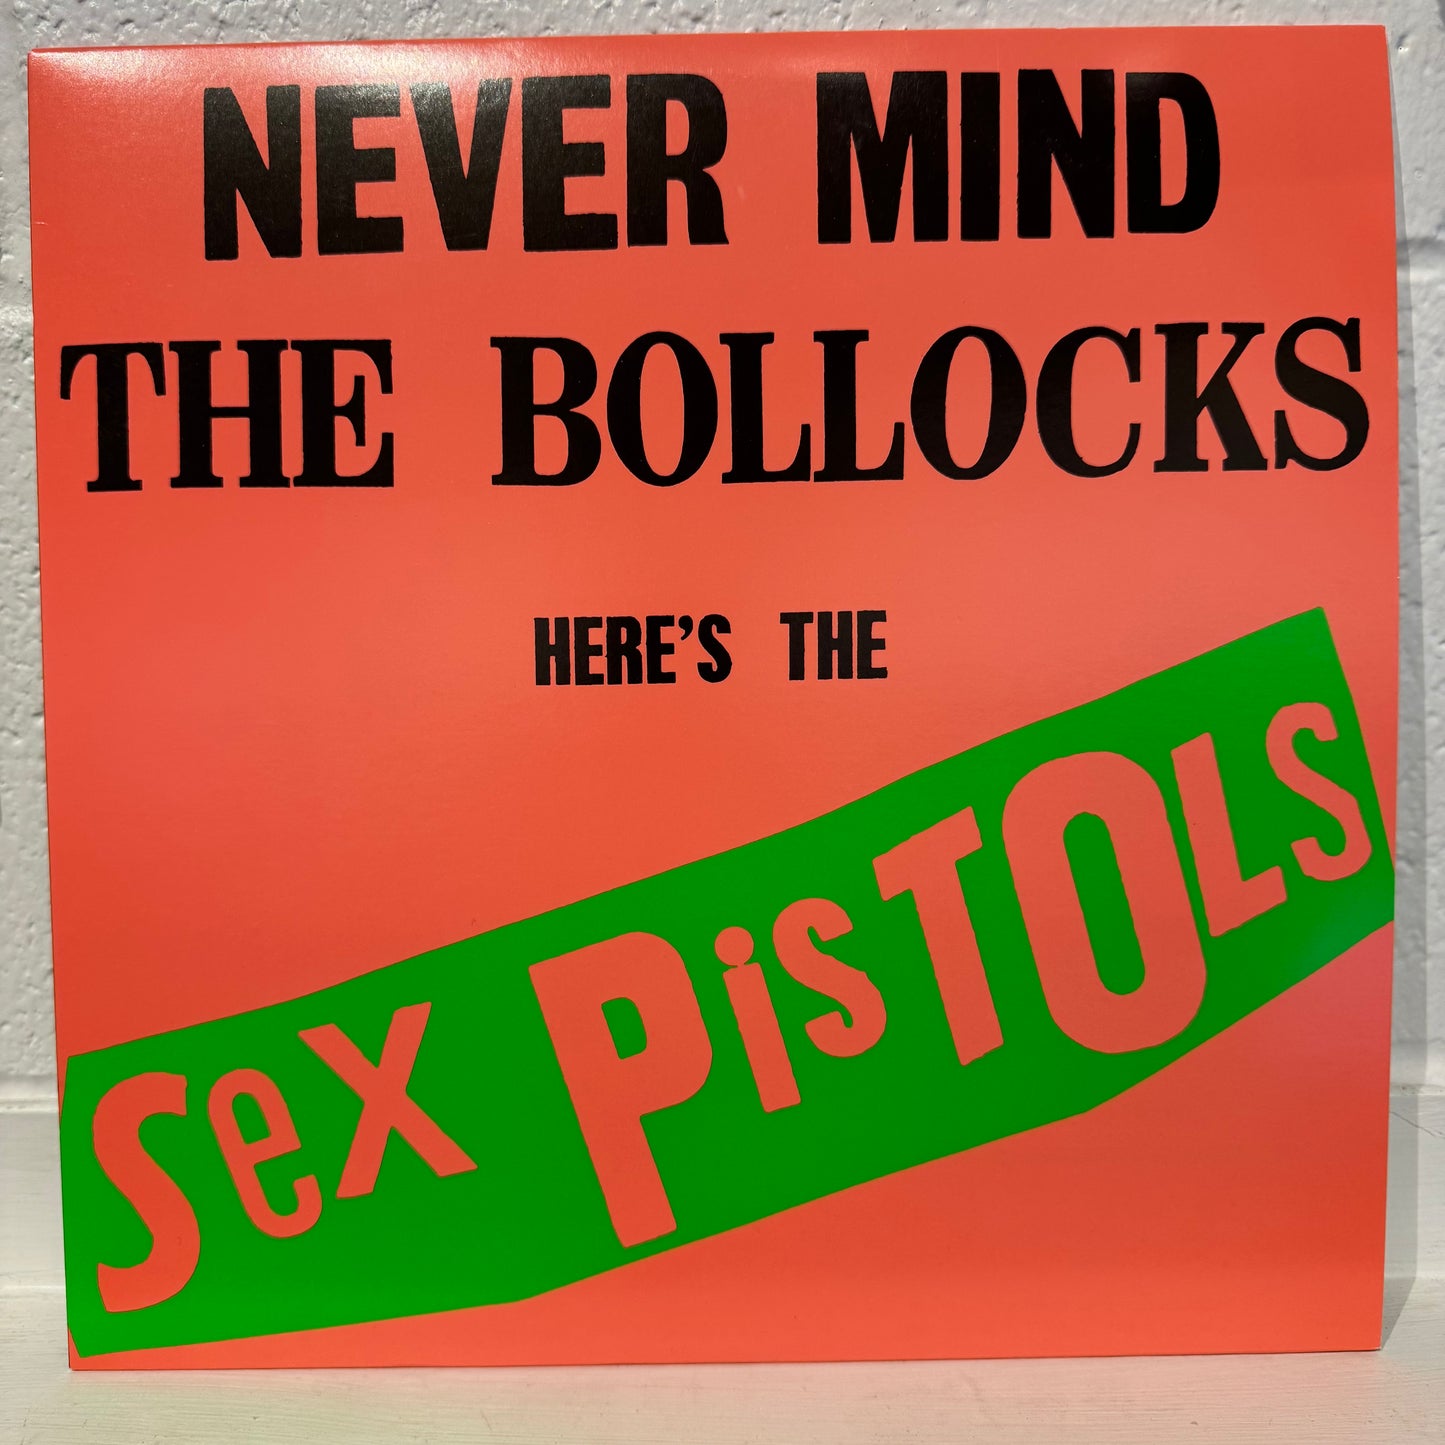 NEVER MIND
THE BOLLOCKS
HERE'S THE
SeX PiSTOLS